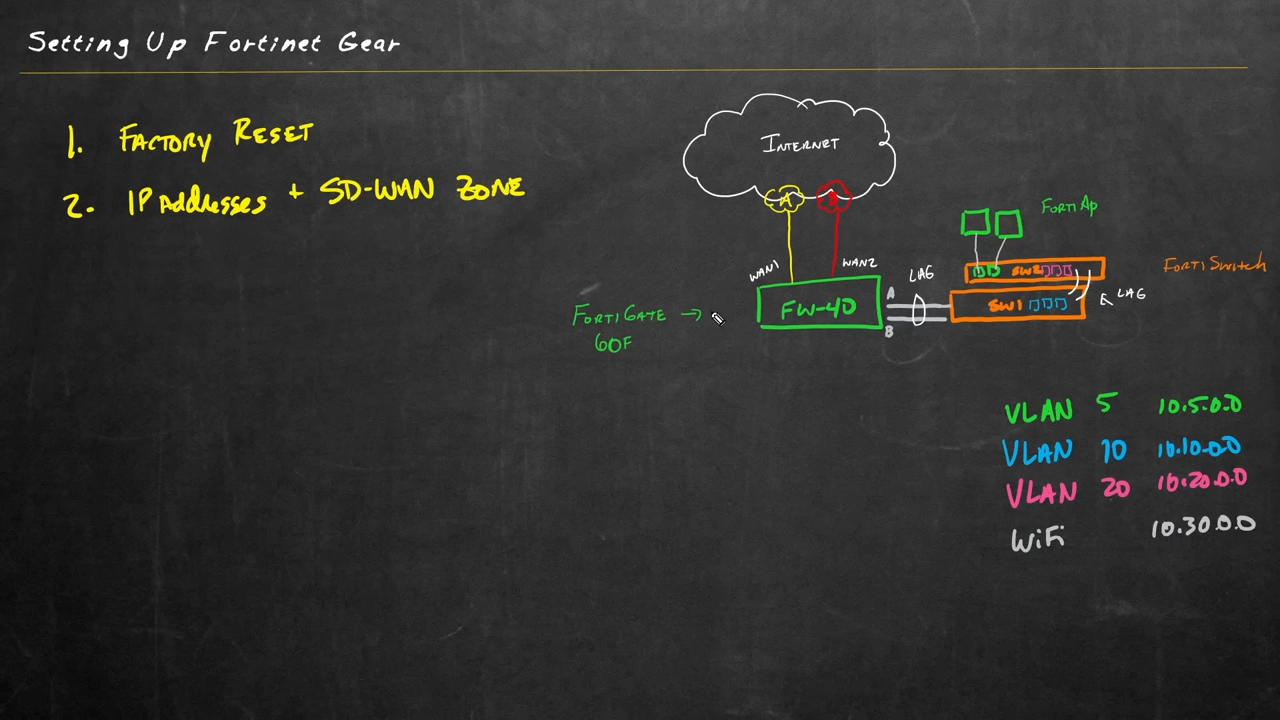 Setting Up Fortinet Gear
1. FACTORY RESET
2. IP Addresses + SD-WAN ZONE
INTERNET
A
B
WAN1
WAN2
FORTIGATE →
60F
FW-40
A
B
LAG
FORTIAP
SW2
SW1
FORTISWITCH
LAG
VLAN 5 10.5.0.0
VLAN 10 10.10.0.0
VLAN 20 10.20.0.0
WiFi 10.30.0.0